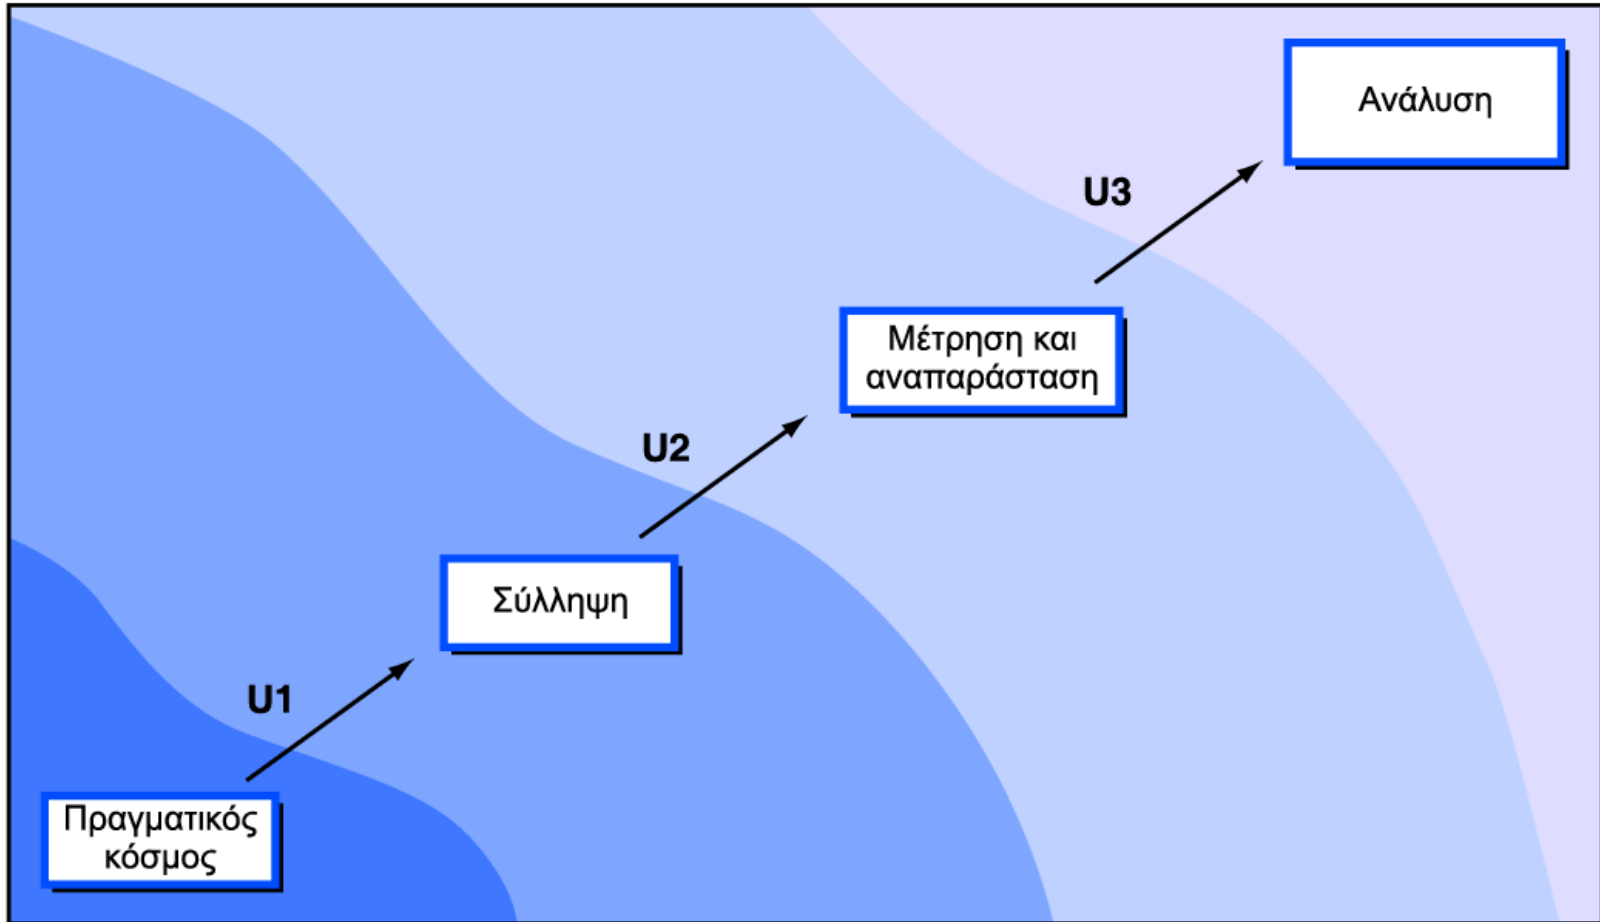 Ανάλυση
U3
Μέτρηση και
αναπαράσταση
U2
Σύλληψη
U1
Πραγματικός
κόσμος